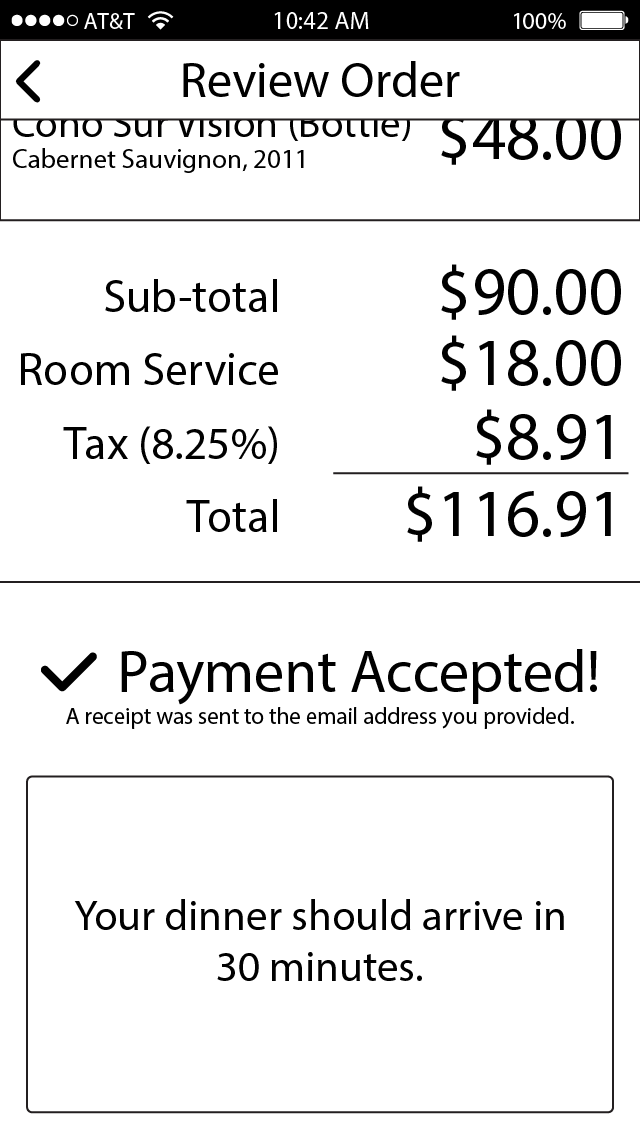 AT&T 10:42 AM 100%
Review Order
Cono Sur Vision (Bottle) $48.00
Cabernet Sauvignon, 2011
Sub-total $90.00
Room Service $18.00
Tax (8.25%) $8.91
Total $116.91
Payment Accepted!
A receipt was sent to the email address you provided.
Your dinner should arrive in
30 minutes.